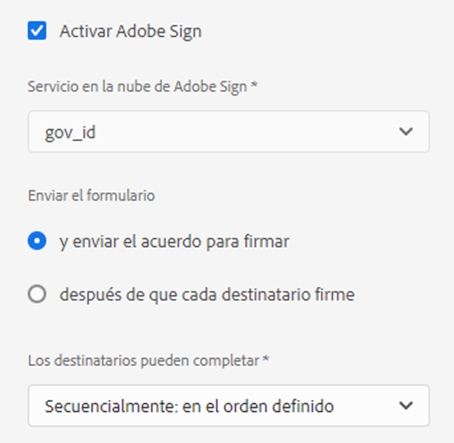 Activar Adobe Sign
Servicio en la nube de Adobe Sign *
gov_id
Enviar el formulario
y enviar el acuerdo para firmar
después de que cada destinatario firme
Los destinatarios pueden completar *
Secuencialmente: en el orden definido